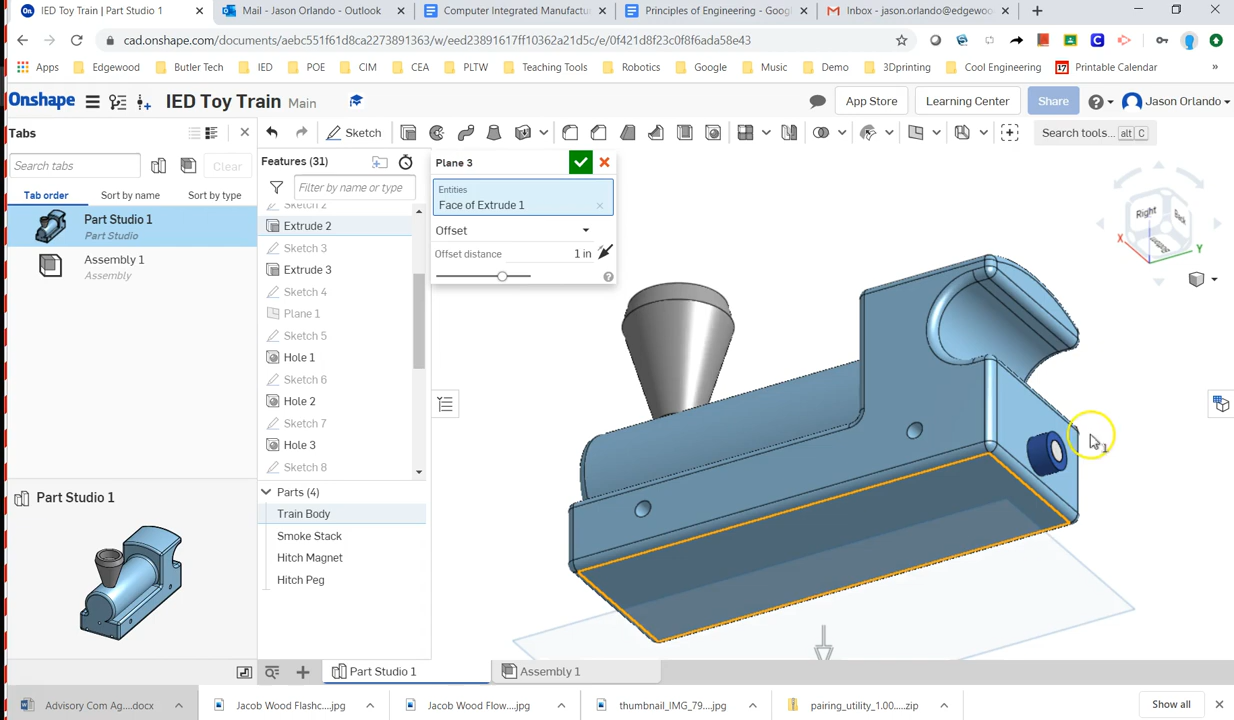 IED Toy Train | Part Studio 1
Mail - Jason Orlando - Outlook
Computer Integrated Manufactu
Principles of Engineering - Goog
Inbox - jason.orlando@edgewoo
cad.onshape.com/documents/aebc551f61d8ca2273891363/w/eed23891617ff10362a21d5c/e/0f421d8f23c0f8f6ada58e43
Apps
Edgewood
Butler Tech
IED
POE
CIM
CEA
PLTW
Teaching Tools
Robotics
Google
Music
Demo
3Dprinting
Cool Engineering
17
Printable Calendar
»
Onshape
IED Toy Train Main
App Store
Learning Center
Share
Jason Orlando
Tabs
Sketch
Search tools...
alt C
Search tabs
Clear
Tab order
Sort by name
Sort by type
Part Studio 1
Part Studio
Assembly 1
Assembly
Features (31)
Filter by name or type
Sketch 2
Extrude 2
Sketch 3
Extrude 3
Sketch 4
Plane 1
Sketch 5
Hole 1
Sketch 6
Hole 2
Sketch 7
Hole 3
Sketch 8
Parts (4)
Train Body
Smoke Stack
Hitch Magnet
Hitch Peg
Plane 3
Entities
Face of Extrude 1
Offset
Offset distance
1 in
Right
Back
X
Y
Z
1
Part Studio 1
Part Studio 1
Assembly 1
Advisory Com Ag....docx
Jacob Wood Flashc....jpg
Jacob Wood Flow....jpg
thumbnail_IMG_79....jpg
pairing_utility_1.00....zip
Show all